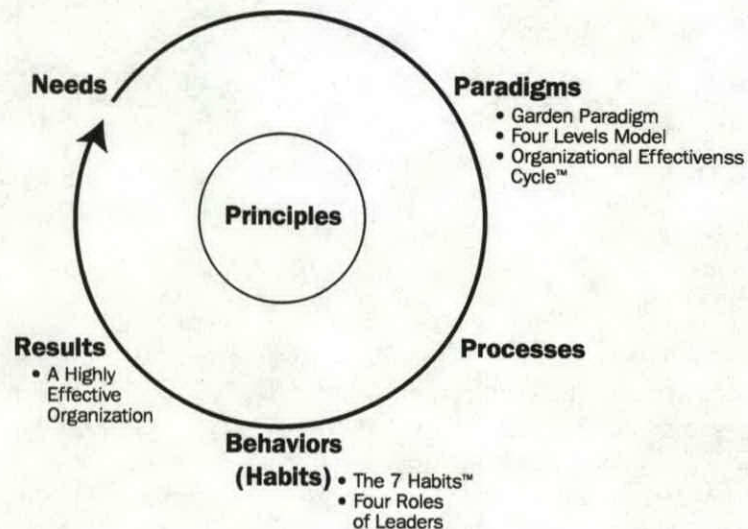 Needs
Paradigms
• Garden Paradigm
• Four Levels Model
• Organizational Effectivenss
Cycle™
Principles
Processes
Behaviors
(Habits)
• The 7 Habits™
• Four Roles
of Leaders
Results
• A Highly
Effective
Organization